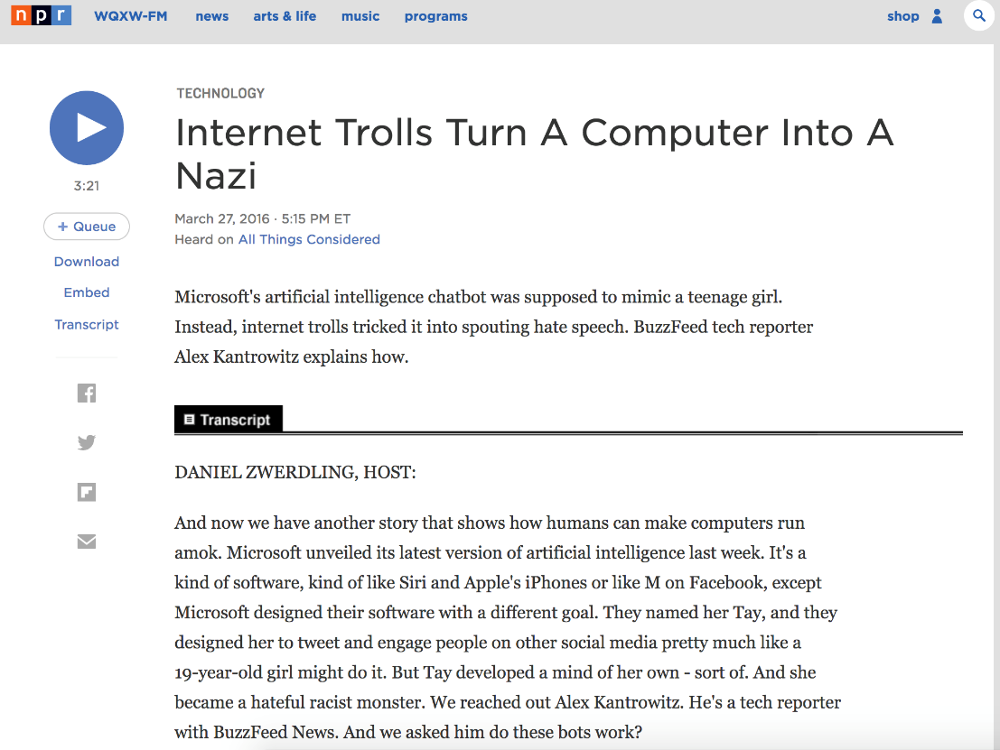 npr WQXW-FM news arts & life music programs shop
TECHNOLOGY
Internet Trolls Turn A Computer Into A
Nazi
3:21
March 27, 2016 · 5:15 PM ET
+ Queue
Heard on All Things Considered
Download
Embed
Transcript
Microsoft's artificial intelligence chatbot was supposed to mimic a teenage girl.
Instead, internet trolls tricked it into spouting hate speech. BuzzFeed tech reporter
Alex Kantrowitz explains how.
Transcript
DANIEL ZWERDLING, HOST:
And now we have another story that shows how humans can make computers run
amok. Microsoft unveiled its latest version of artificial intelligence last week. It's a
kind of software, kind of like Siri and Apple's iPhones or like M on Facebook, except
Microsoft designed their software with a different goal. They named her Tay, and they
designed her to tweet and engage people on other social media pretty much like a
19-year-old girl might do it. But Tay developed a mind of her own - sort of. And she
became a hateful racist monster. We reached out Alex Kantrowitz. He's a tech reporter
with BuzzFeed News. And we asked him do these bots work?